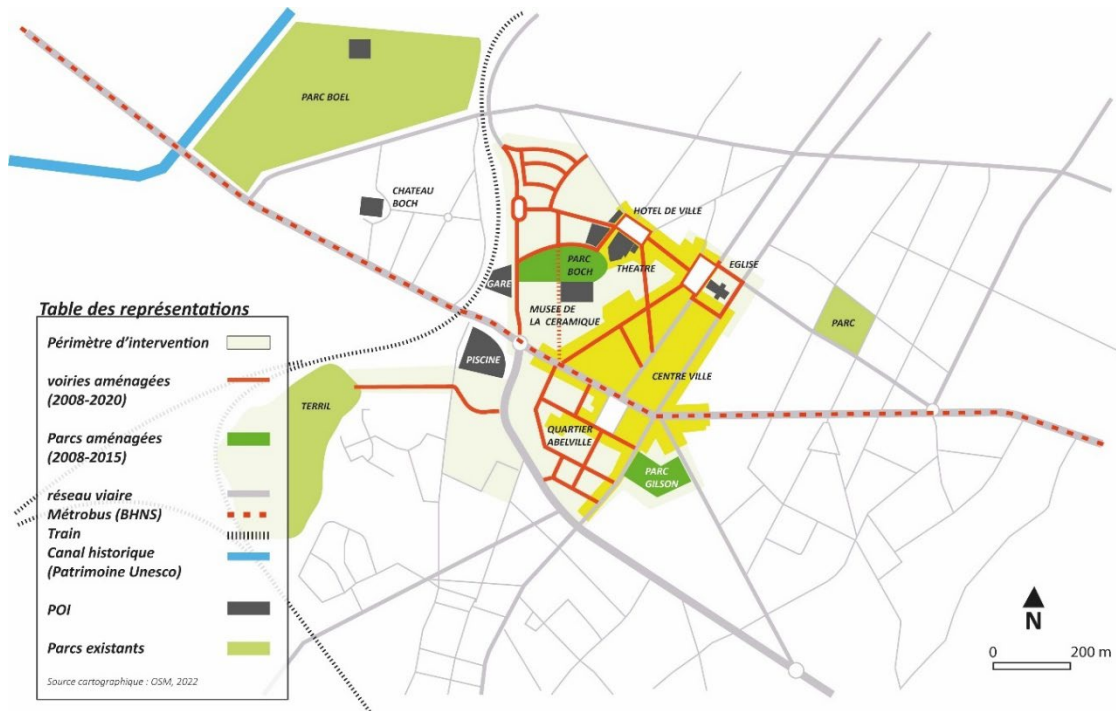 PARC BOEL
CHATEAU
BOCH
HOTEL DE VILLE
PARC
BOCH
THEATRE
EGLISE
GARE
MUSEE DE
LA CERAMIQUE
PARC
PISCINE
CENTRE VILLE
TERRIL
QUARTIER
ABELVILLE
PARC
GILSON
Table des représentations
Périmètre d'intervention
voiries aménagées
(2008-2020)
Parcs aménagées
(2008-2015)
réseau viaire
Métrobus (BHNS)
Train
Canal historique
(Patrimoine Unesco)
POI
Parcs existants
Source cartographique : OSM, 2022
N
0 200 m